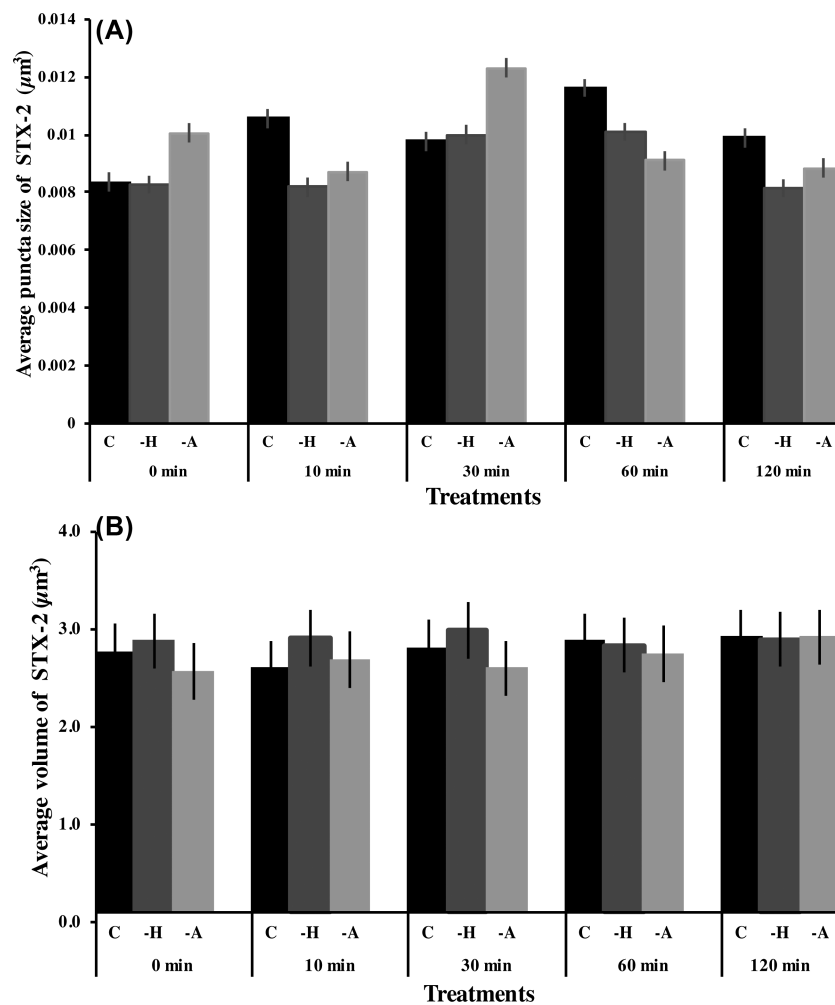 (A)
Average puncta size of STX-2 (µm³)
0.014
0.012
0.01
0.008
0.006
0.004
0.002
0
C -H -A C -H -A C -H -A C -H -A C -H -A
0 min 10 min 30 min 60 min 120 min
Treatments
(B)
Average volume of STX-2 (µm³)
4.0
3.0
2.0
1.0
0.0
C -H -A C -H -A C -H -A C -H -A C -H -A
0 min 10 min 30 min 60 min 120 min
Treatments